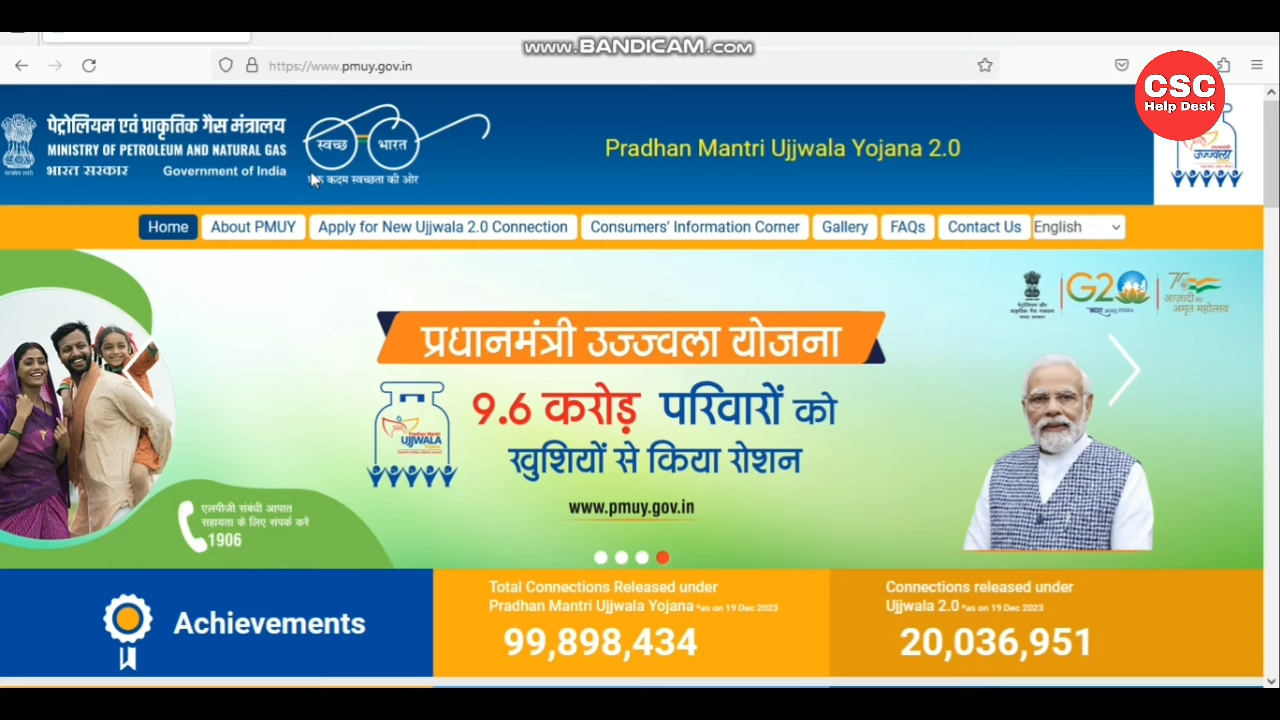 www.BANDICAM.com
https://www.pmuy.gov.in
CSC
Help Desk
पेट्रोलियम एवं प्राकृतिक गैस मंत्रालय
MINISTRY OF PETROLEUM AND NATURAL GAS
भारत सरकार Government of India
स्वच्छ भारत
कदम स्वच्छता की ओर
Pradhan Mantri Ujjwala Yojana 2.0
उज्ज्वला
Home About PMUY Apply for New Ujjwala 2.0 Connection Consumers' Information Corner Gallery FAQs Contact Us English
G20
75
आज़ादी का
अमृत महोत्सव
प्रधानमंत्री उज्ज्वला योजना
Pradhan Mantri
UJJWALA
9.6 करोड़ परिवारों को
खुशियों से किया रोशन
www.pmuy.gov.in
एलपीजी संबंधी आपात
सहायता के लिए संपर्क करें
1906
Achievements
Total Connections Released under
Pradhan Mantri Ujjwala Yojana *as on 19 Dec 2023
99,898,434
Connections released under
Ujjwala 2.0 *as on 19 Dec 2023
20,036,951